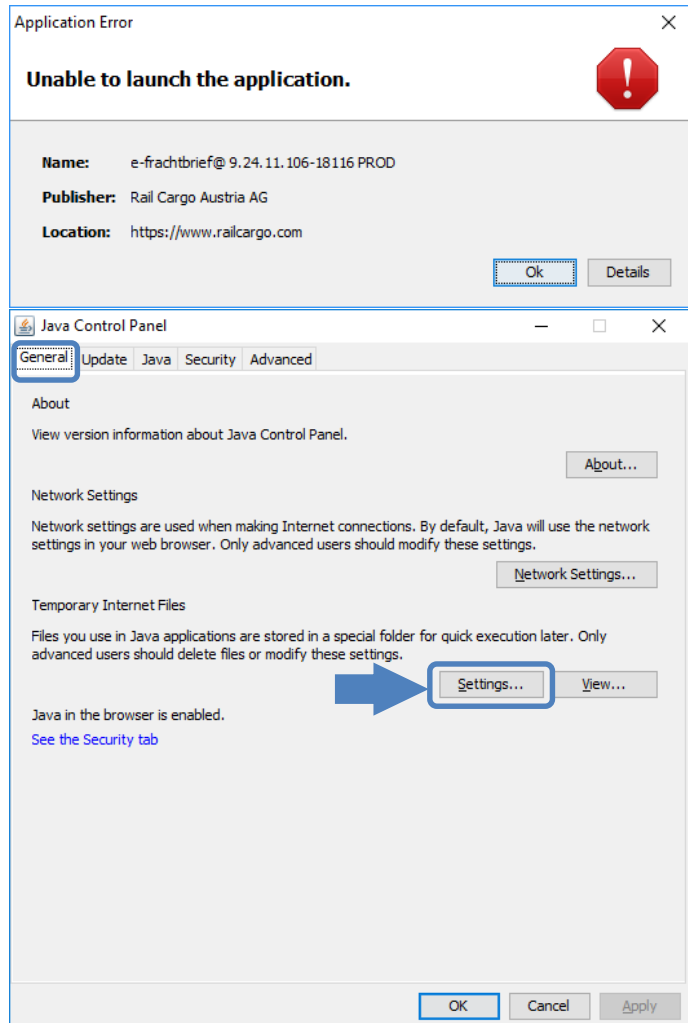 Application Error
Unable to launch the application.
Name: e-frachtbrief@ 9.24.11.106-18116 PROD
Publisher: Rail Cargo Austria AG
Location: https://www.railcargo.com
Ok Details
Java Control Panel
General Update Java Security Advanced
About
View version information about Java Control Panel.
About...
Network Settings
Network settings are used when making Internet connections. By default, Java will use the network
settings in your web browser. Only advanced users should modify these settings.
Network Settings...
Temporary Internet Files
Files you use in Java applications are stored in a special folder for quick execution later. Only
advanced users should delete files or modify these settings.
Settings... View...
Java in the browser is enabled.
See the Security tab
OK Cancel Apply